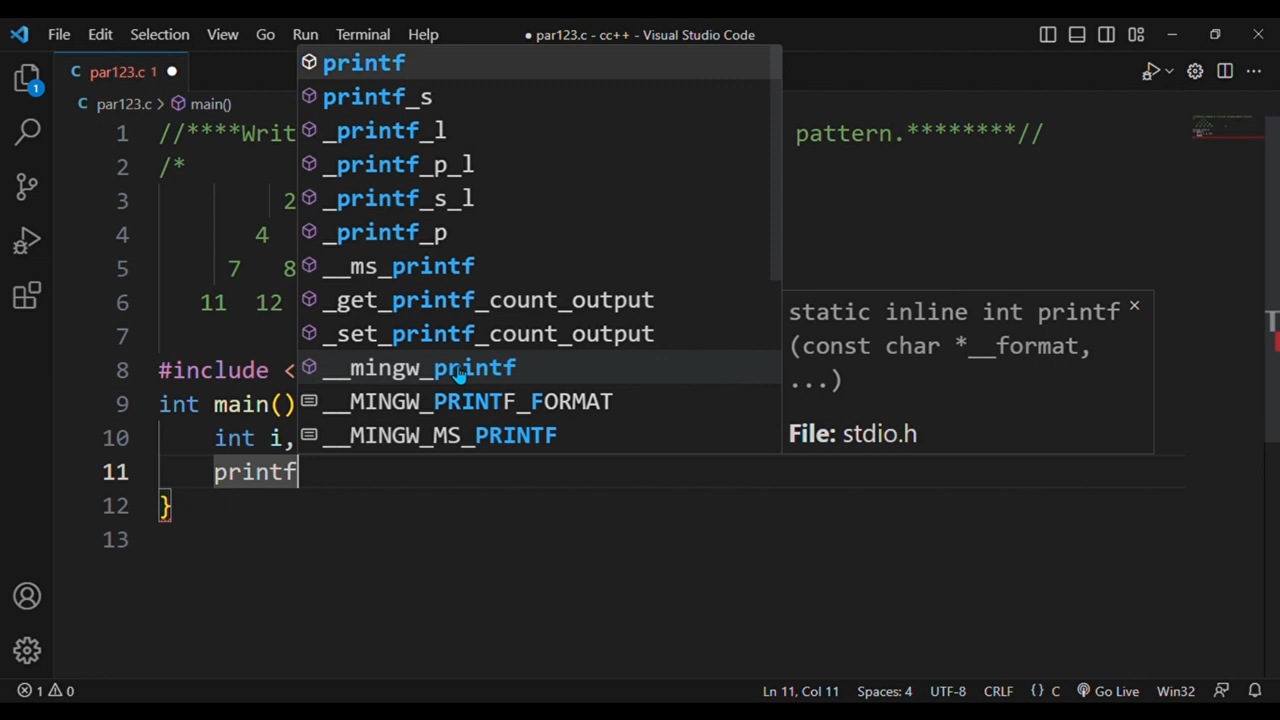 File Edit Selection View Go Run Terminal Help
• par123.c - cc++ - Visual Studio Code
1
C par123.c 1 ●
C par123.c > main()
1 //****Writ
pattern.********//
2 /*
3 2
4 4
5 7 8
6 11 12
7
8 #include <
9 int main()
10 int i,
11 printf
12 }
13
printf
printf_s
_printf_l
_printf_p_l
_printf_s_l
_printf_p
__ms_printf
_get_printf_count_output
_set_printf_count_output
__mingw_printf
__MINGW_PRINTF_FORMAT
__MINGW_MS_PRINTF
static inline int printf ×
(const char *__format,
...)
File: stdio.h
1 0
Ln 11, Col 11 Spaces: 4 UTF-8 CRLF {} C Go Live Win32